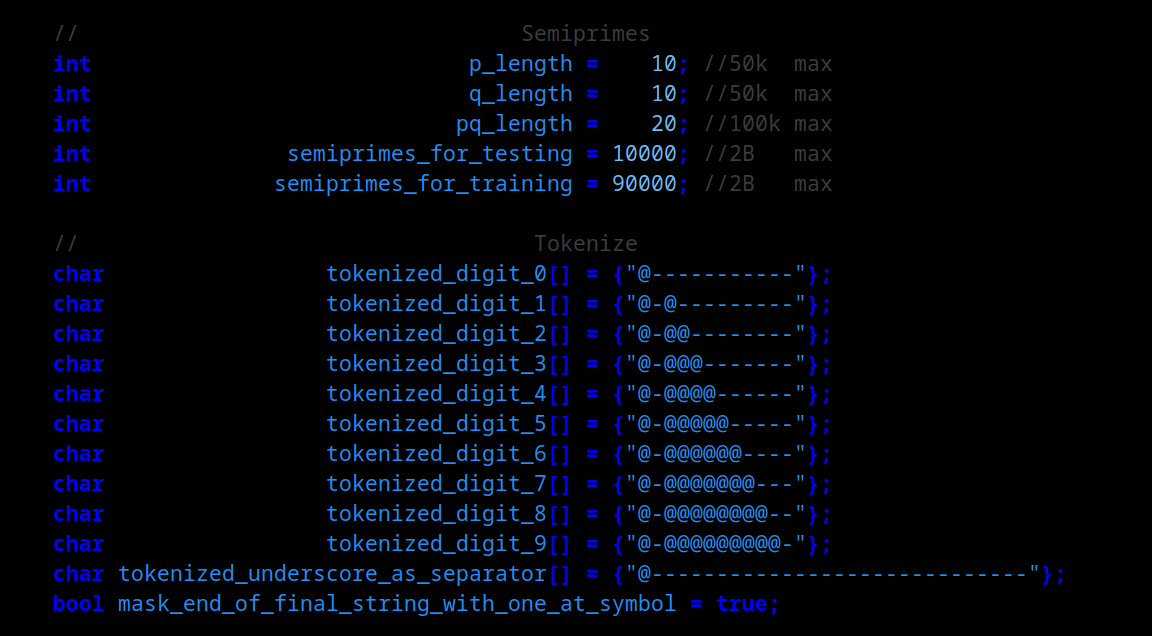 //                                  Semiprimes
int                             p_length =    10; //50k  max
int                             q_length =    10; //50k  max
int                            pq_length =    20; //100k max
int               semiprimes_for_testing = 10000; //2B   max
int              semiprimes_for_training = 90000; //2B   max
//                                   Tokenize
char                 tokenized_digit_0[] = {"@-----------"};
char                 tokenized_digit_1[] = {"@-@---------"};
char                 tokenized_digit_2[] = {"@-@@--------"};
char                 tokenized_digit_3[] = {"@-@@@-------"};
char                 tokenized_digit_4[] = {"@-@@@@------"};
char                 tokenized_digit_5[] = {"@-@@@@@-----"};
char                 tokenized_digit_6[] = {"@-@@@@@@----"};
char                 tokenized_digit_7[] = {"@-@@@@@@@---"};
char                 tokenized_digit_8[] = {"@-@@@@@@@@--"};
char                 tokenized_digit_9[] = {"@-@@@@@@@@@-"};
char tokenized_underscore_as_separator[] = {"@-----------------------------"};
bool mask_end_of_final_string_with_one_at_symbol = true;